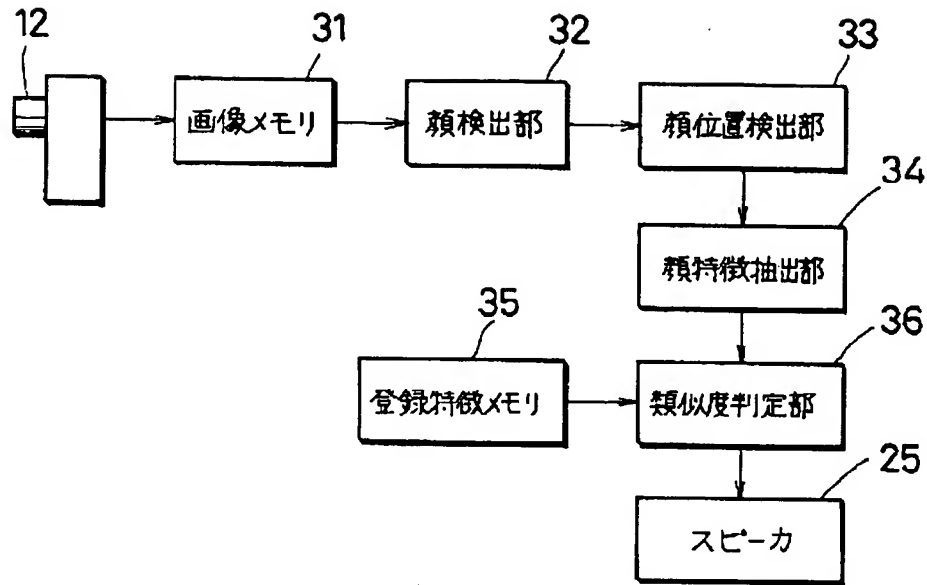 12
31
32
33
画像メモリ
顔検出部
顔位置検出部
34
顔特徴抽出部
35
36
登録特徴メモリ
類似度判定部
25
スピーカ